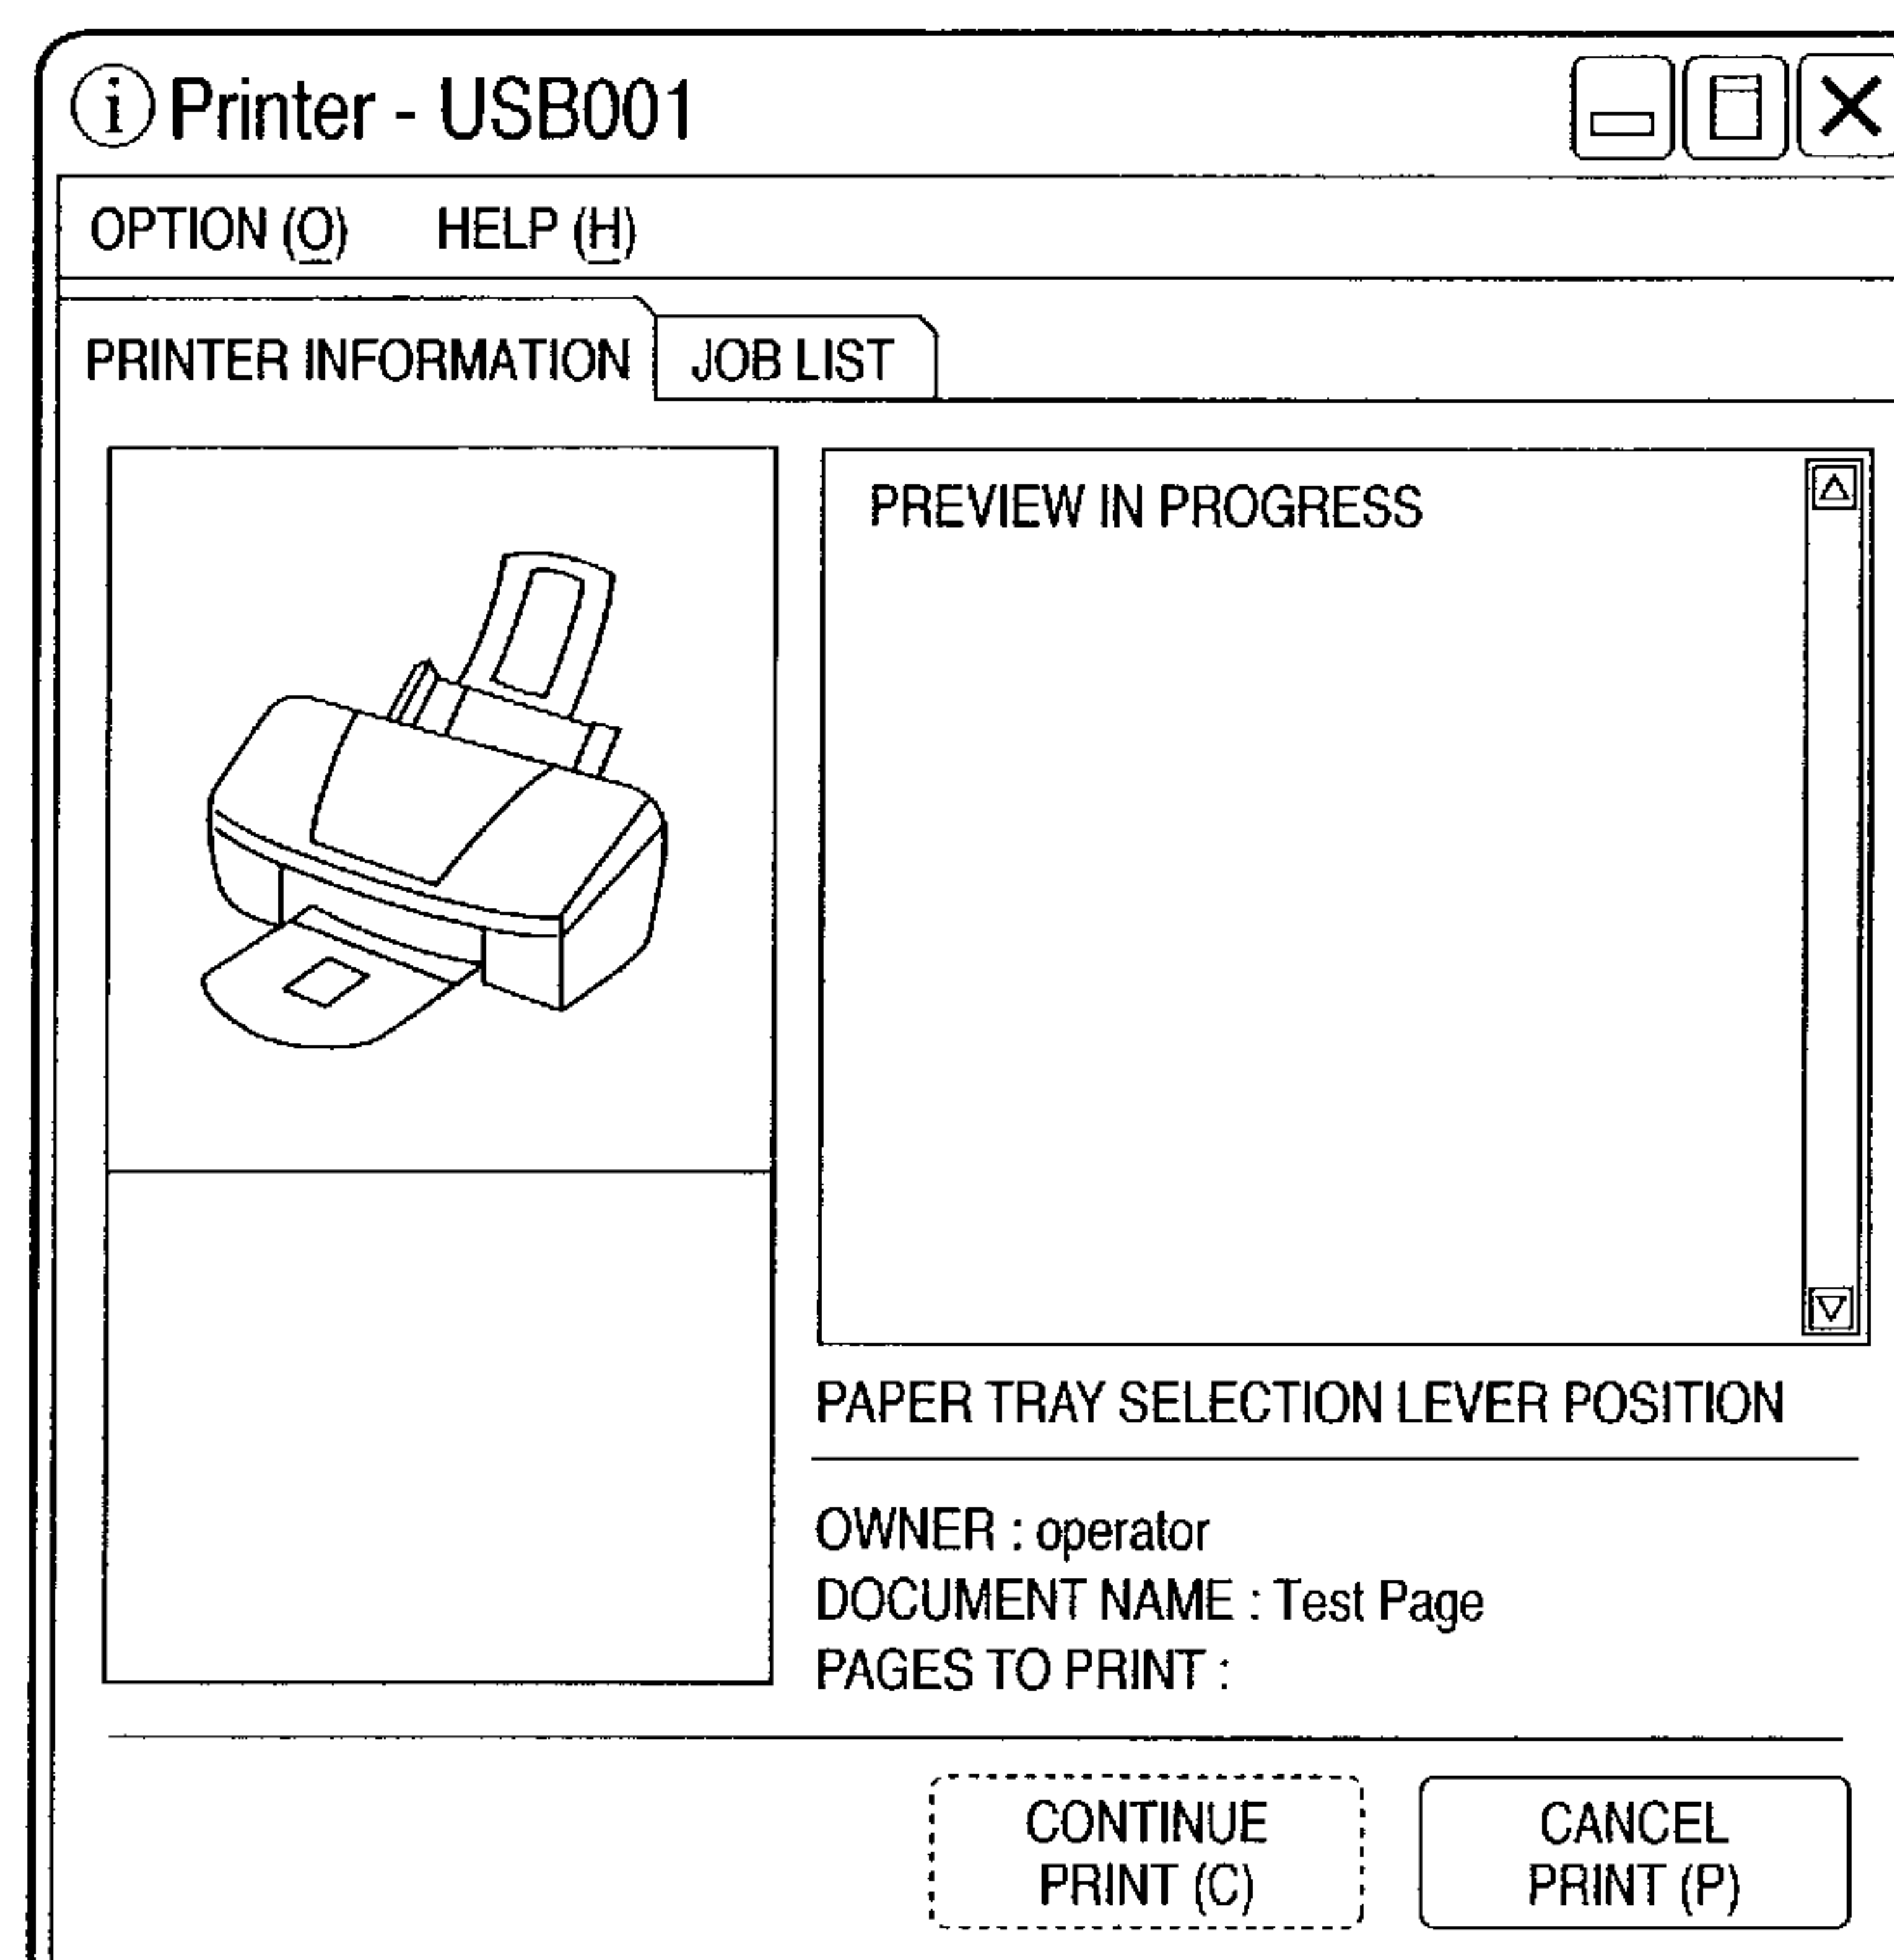 i Printer - USB001
OPTION (O) HELP (H)
PRINTER INFORMATION JOB LIST
PREVIEW IN PROGRESS
PAPER TRAY SELECTION LEVER POSITION
OWNER : operator
DOCUMENT NAME : Test Page
PAGES TO PRINT :
CONTINUE
PRINT (C)
CANCEL
PRINT (P)